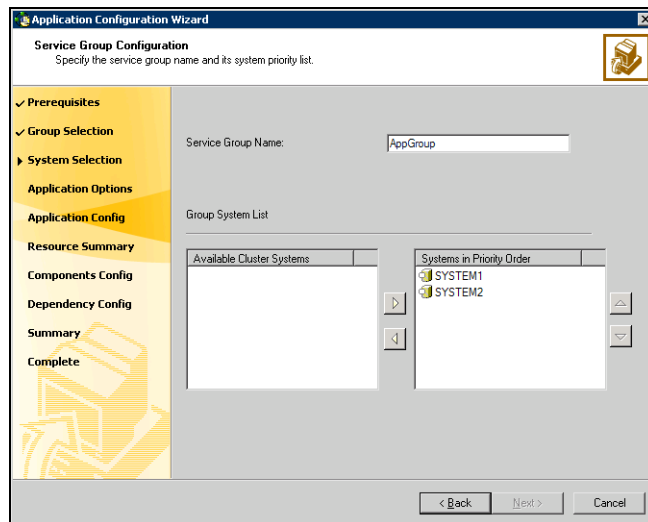 Application Configuration Wizard
Service Group Configuration
Specify the service group name and its system priority list.
Prerequisites
Group Selection
System Selection
Application Options
Application Config
Resource Summary
Components Config
Dependency Config
Summary
Complete
Service Group Name:
AppGroup
Group System List
Available Cluster Systems
Systems in Priority Order
SYSTEM1
SYSTEM2
< Back
Next >
Cancel